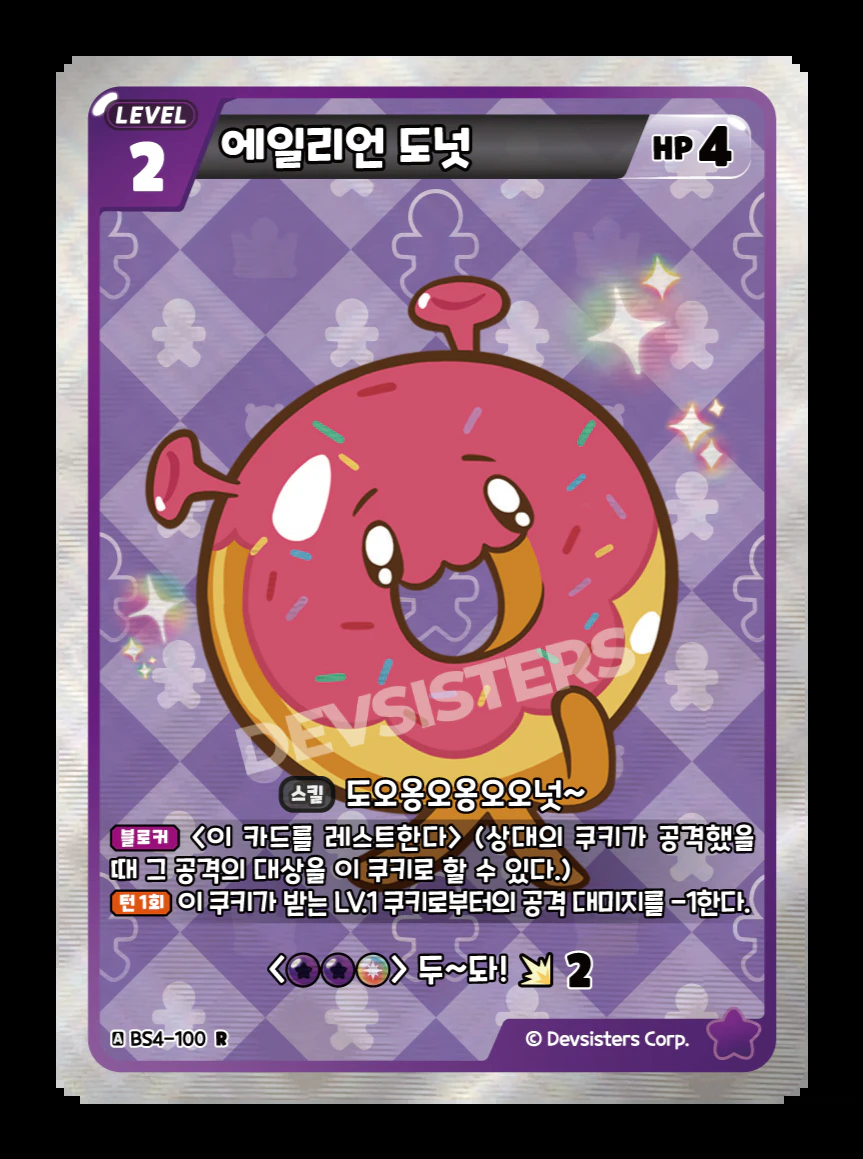 LEVEL
2
에일리언 도넛
HP 4
DEVSISTERS
스킬 도오옹오옹오오넛~
블로커 <이 카드를 레스트한다> (상대의 쿠키가 공격했을
때 그 공격의 대상을 이 쿠키로 할 수 있다.)
턴 1회 이 쿠키가 받는 LV.1 쿠키로부터의 공격 대미지를 -1한다.
< > 두~돠! 2
A BS4-100 R
© Devsisters Corp.